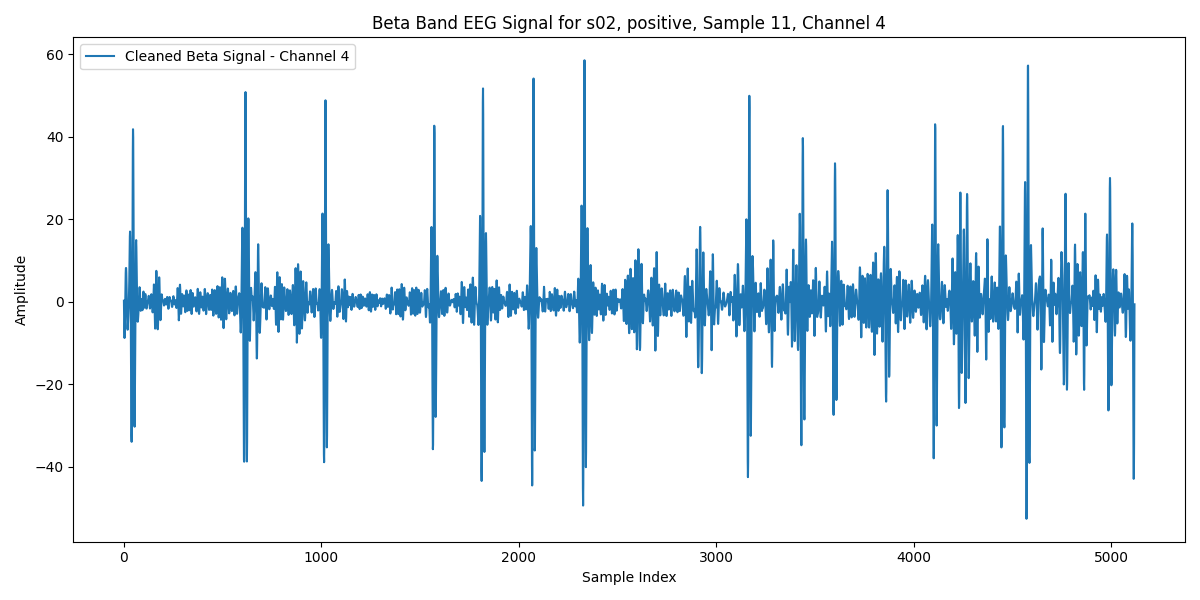 Beta Band EEG Signal for s02, positive, Sample 11, Channel 4
Cleaned Beta Signal - Channel 4
Amplitude
60
40
20
0
−20
−40
0 1000 2000 3000 4000 5000
Sample Index